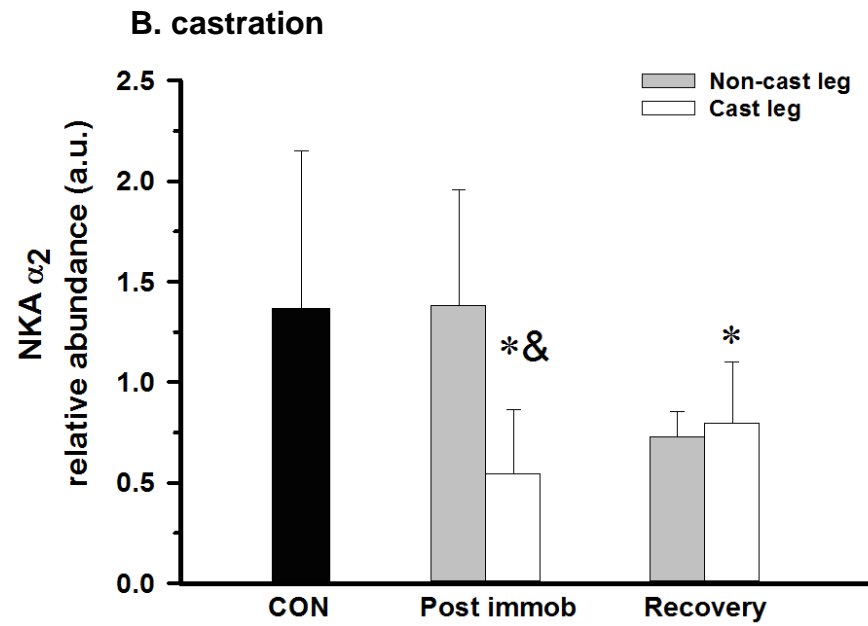 B. castration
Non-cast leg
Cast leg
NKA α2
relative abundance (a.u.)
2.5
2.0
1.5
1.0
0.5
0.0
*&
*
CON
Post immob
Recovery